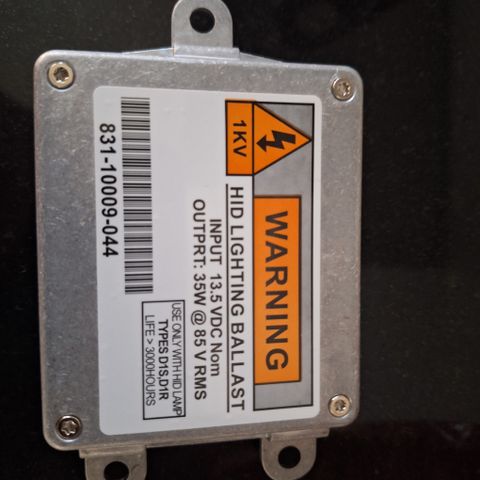 1KV
WARNING
HID LIGHTING BALLAST
INPUT 13.5 VDC Nom
OUTPRT: 35W @ 85 V RMS
USE ONLY WITH HID LAMP
TYPES D1S,D1R
LIFE > 3000HOURS
831-10009-044